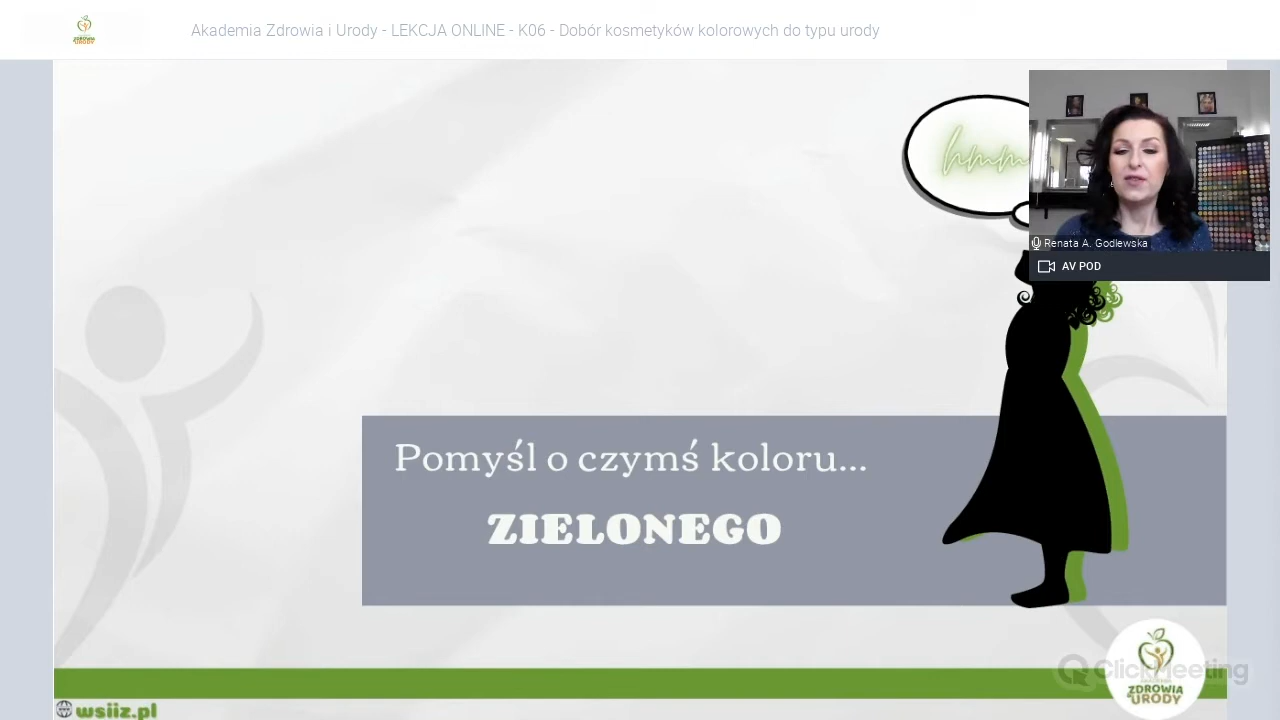 Akademia Zdrowia i Urody - LEKCJA ONLINE - K06 - Dobór kosmetyków kolorowych do typu urody
hmm
Renata A. Godlewska
AV POD
Pomyśl o czymś koloru...
ZIELONEGO
ClickMeeting
ZDROWIA
URODY
wsiiz.pl